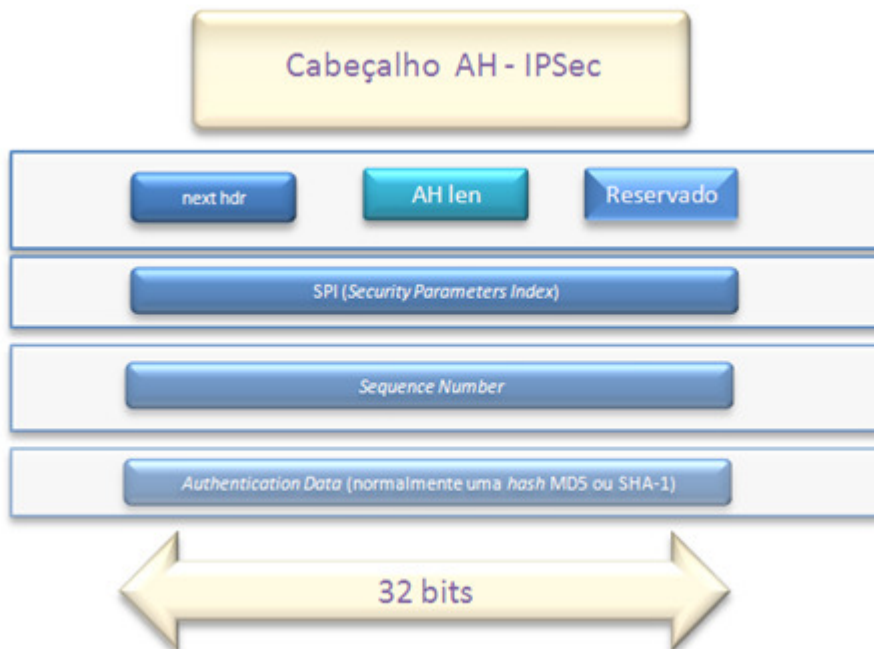 Cabeçalho AH - IPSec
next hdr
AH len
Reservado
SPI (Security Parameters Index)
Sequence Number
Authentication Data (normalmente uma hash MD5 ou SHA-1)
32 bits